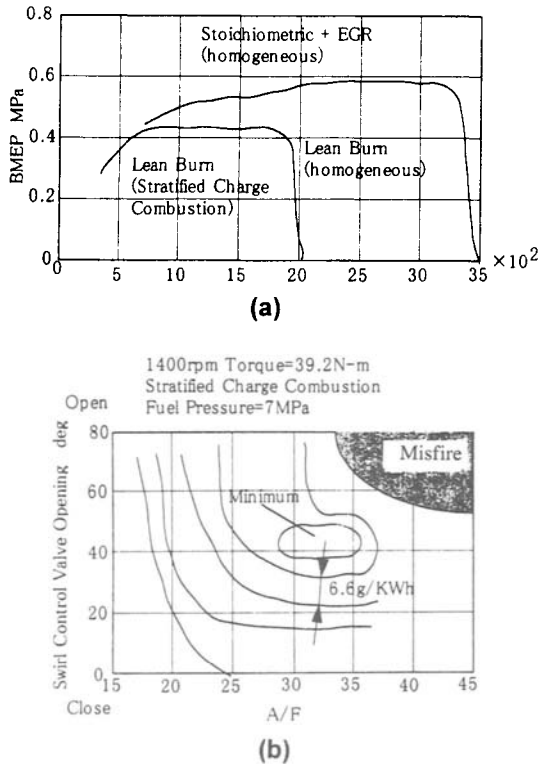 Stoichiometric + EGR
(homogeneous)
0.8
0.6
0.4
0.2
0
BMEP MPa
Lean Burn
(Stratified Charge
Combustion)
Lean Burn
(homogeneous)
0 5 10 15 20 25 30 35 ×10²
(a)
1400rpm Torque=39.2N-m
Stratified Charge Combustion
Fuel Pressure=7MPa
Open
80
60
40
20
0
Swirl Control Valve Opening deg
Misfire
Minimum
6.6g/KWh
15 20 25 30 35 40 45
Close
A/F
(b)